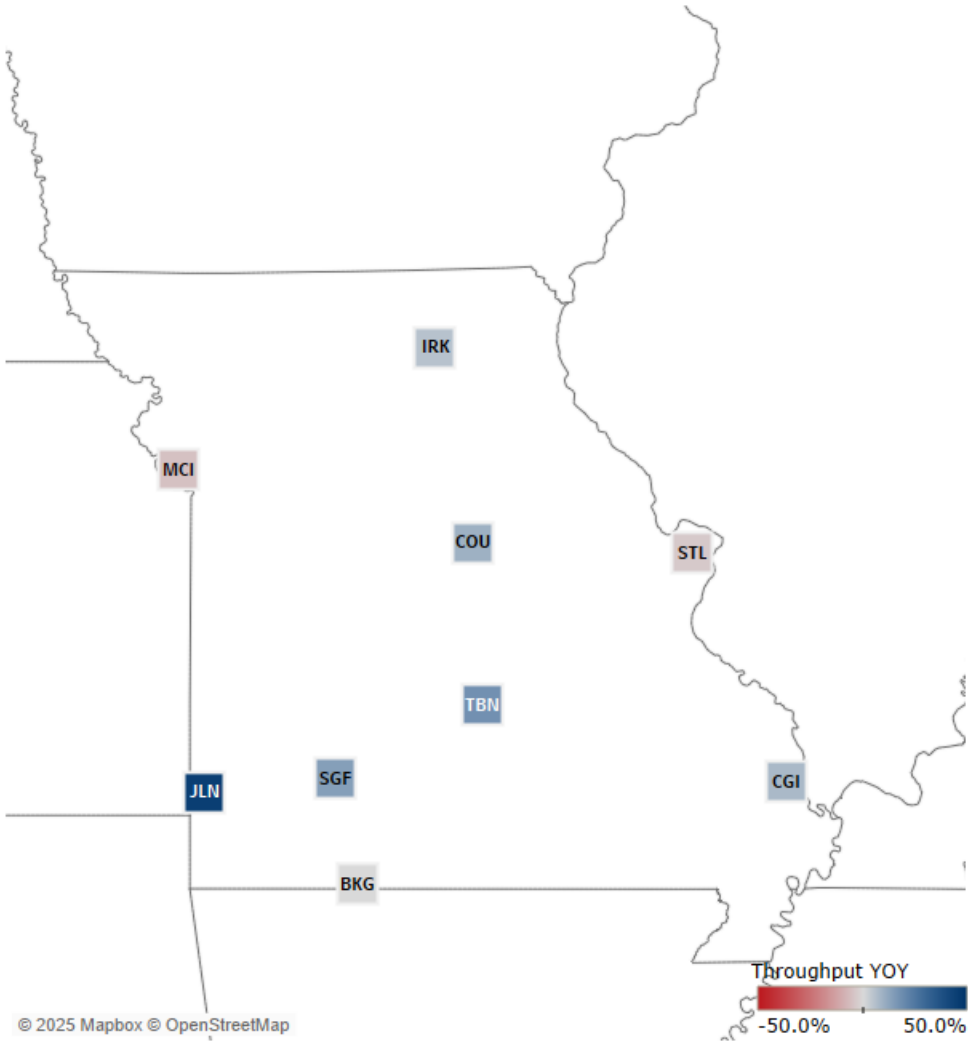 IRK
MCI
COU
STL
TBN
JLN
SGF
CGI
BKG
Throughput YOY
-50.0% 50.0%
© 2025 Mapbox © OpenStreetMap